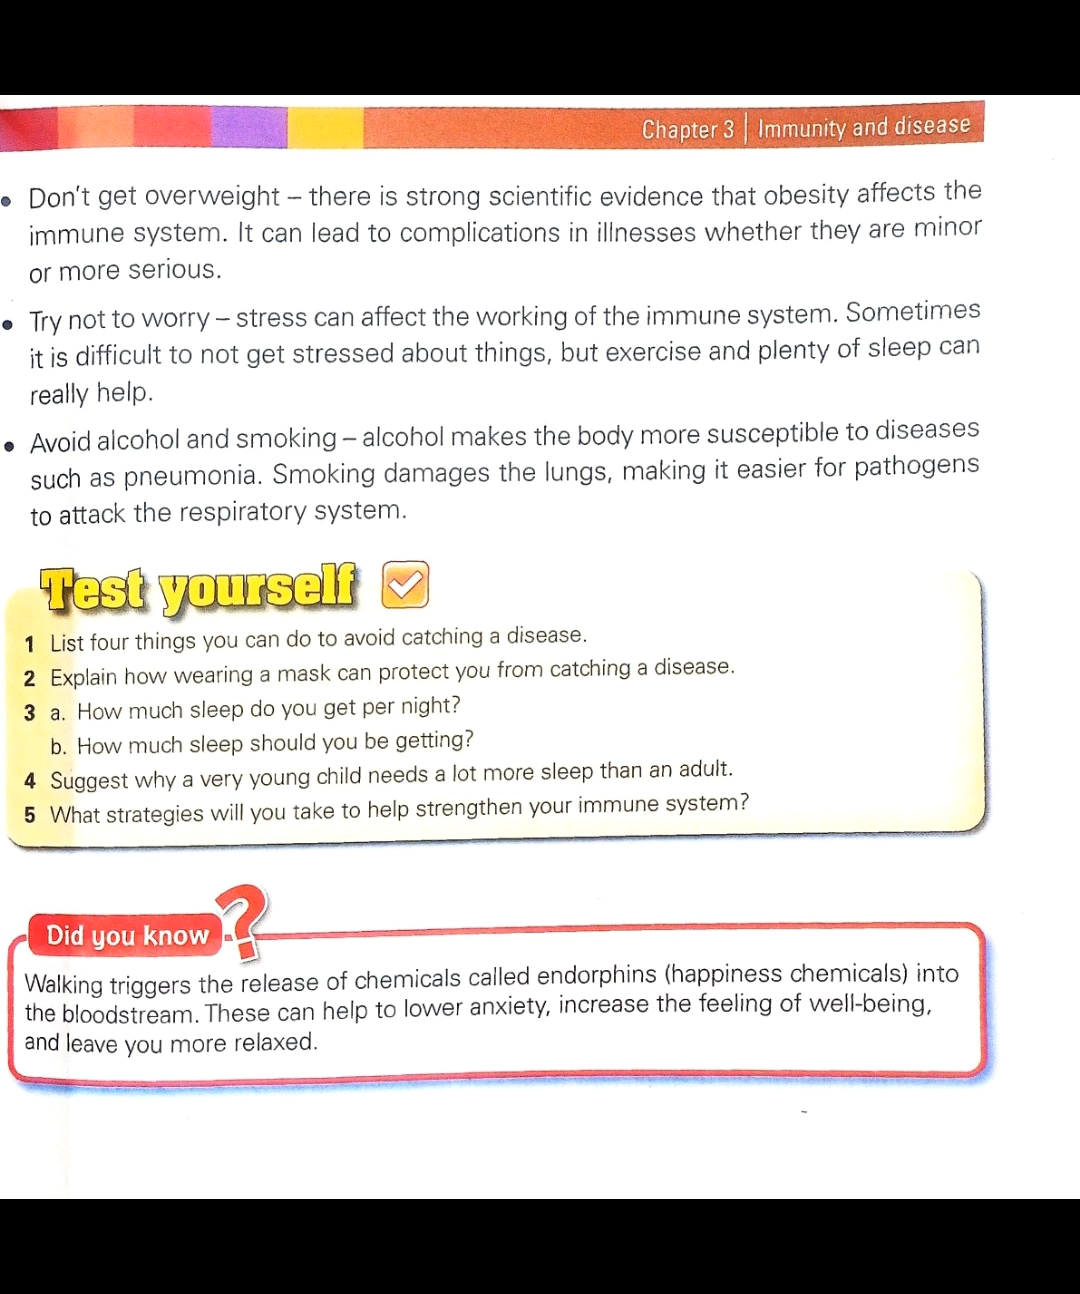 Chapter 3 | Immunity and disease
• Don't get overweight – there is strong scientific evidence that obesity affects the
immune system. It can lead to complications in illnesses whether they are minor
or more serious.
• Try not to worry – stress can affect the working of the immune system. Sometimes
it is difficult to not get stressed about things, but exercise and plenty of sleep can
really help.
• Avoid alcohol and smoking – alcohol makes the body more susceptible to diseases
such as pneumonia. Smoking damages the lungs, making it easier for pathogens
to attack the respiratory system.
Test yourself
1 List four things you can do to avoid catching a disease.
2 Explain how wearing a mask can protect you from catching a disease.
3 a. How much sleep do you get per night?
b. How much sleep should you be getting?
4 Suggest why a very young child needs a lot more sleep than an adult.
5 What strategies will you take to help strengthen your immune system?
Did you know ?
Walking triggers the release of chemicals called endorphins (happiness chemicals) into
the bloodstream. These can help to lower anxiety, increase the feeling of well-being,
and leave you more relaxed.